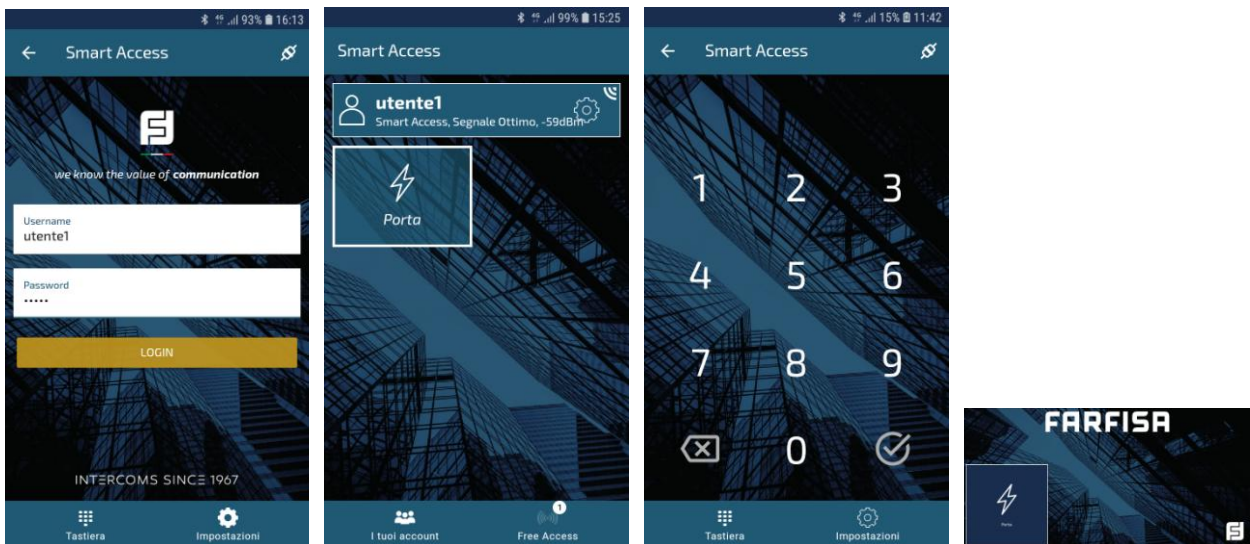 93% 16:13
Smart Access
we know the value of communication
Username
utente1
Password
•••••
LOGIN
INTERCOMS SINCE 1967
Tastiera
Impostazioni
99% 15:25
Smart Access
utente1
Smart Access, Segnale Ottimo, -59dBm
Porta
I tuoi account
1
Free Access
15% 11:42
Smart Access
1 2 3
4 5 6
7 8 9
0
Tastiera
Impostazioni
FARFISA
Porta